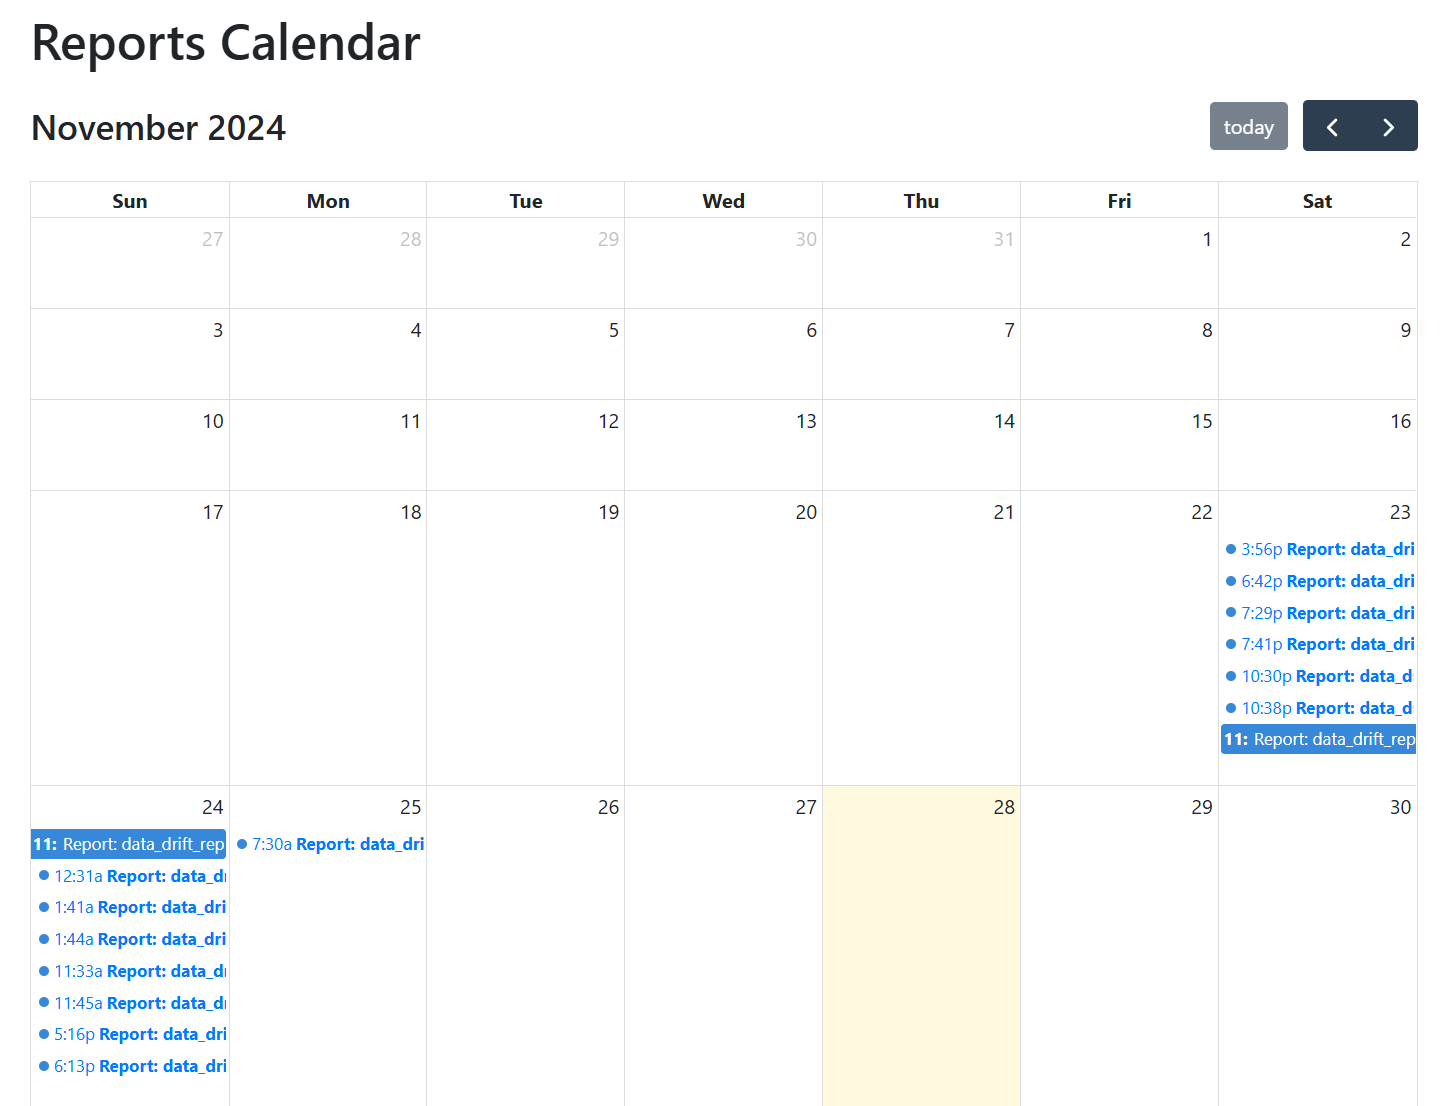 Reports Calendar
November 2024
today
Sun Mon Tue Wed Thu Fri Sat
27 28 29 30 31 1 2
3 4 5 6 7 8 9
10 11 12 13 14 15 16
17 18 19 20 21 22 23
3:56p Report: data_dri
6:42p Report: data_dri
7:29p Report: data_dri
7:41p Report: data_dri
10:30p Report: data_d
10:38p Report: data_d
11: Report: data_drift_rep
24 25 26 27 28 29 30
11: Report: data_drift_rep
12:31a Report: data_d
1:41a Report: data_dri
1:44a Report: data_dri
11:33a Report: data_d
11:45a Report: data_d
5:16p Report: data_dri
6:13p Report: data_dri
7:30a Report: data_dri